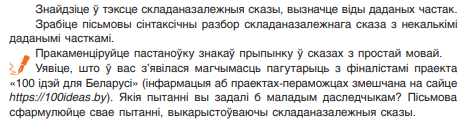 Знайдзіце ў тэксце складаназалежныя сказы, вызначце віды даданых частак.
Зрабіце пісьмовы сінтаксічны разбор складаназалежнага сказа з некалькімі
даданымі часткамі.
Пракаменціруйце пастаноўку знакаў прыпынку ў сказах з простай мовай.
Уявіце, што ў вас з’явілася магчымасць пагутарыць з фіналістамі праекта
«100 ідэй для Беларусі» (інфармацыя аб праектах-пераможцах змешчана на сайце
https://100ideas.by). Якія пытанні вы задалі б маладым даследчыкам? Пісьмова
сфармулюйце свае пытанні, выкарыстоўваючы складаназалежныя сказы.